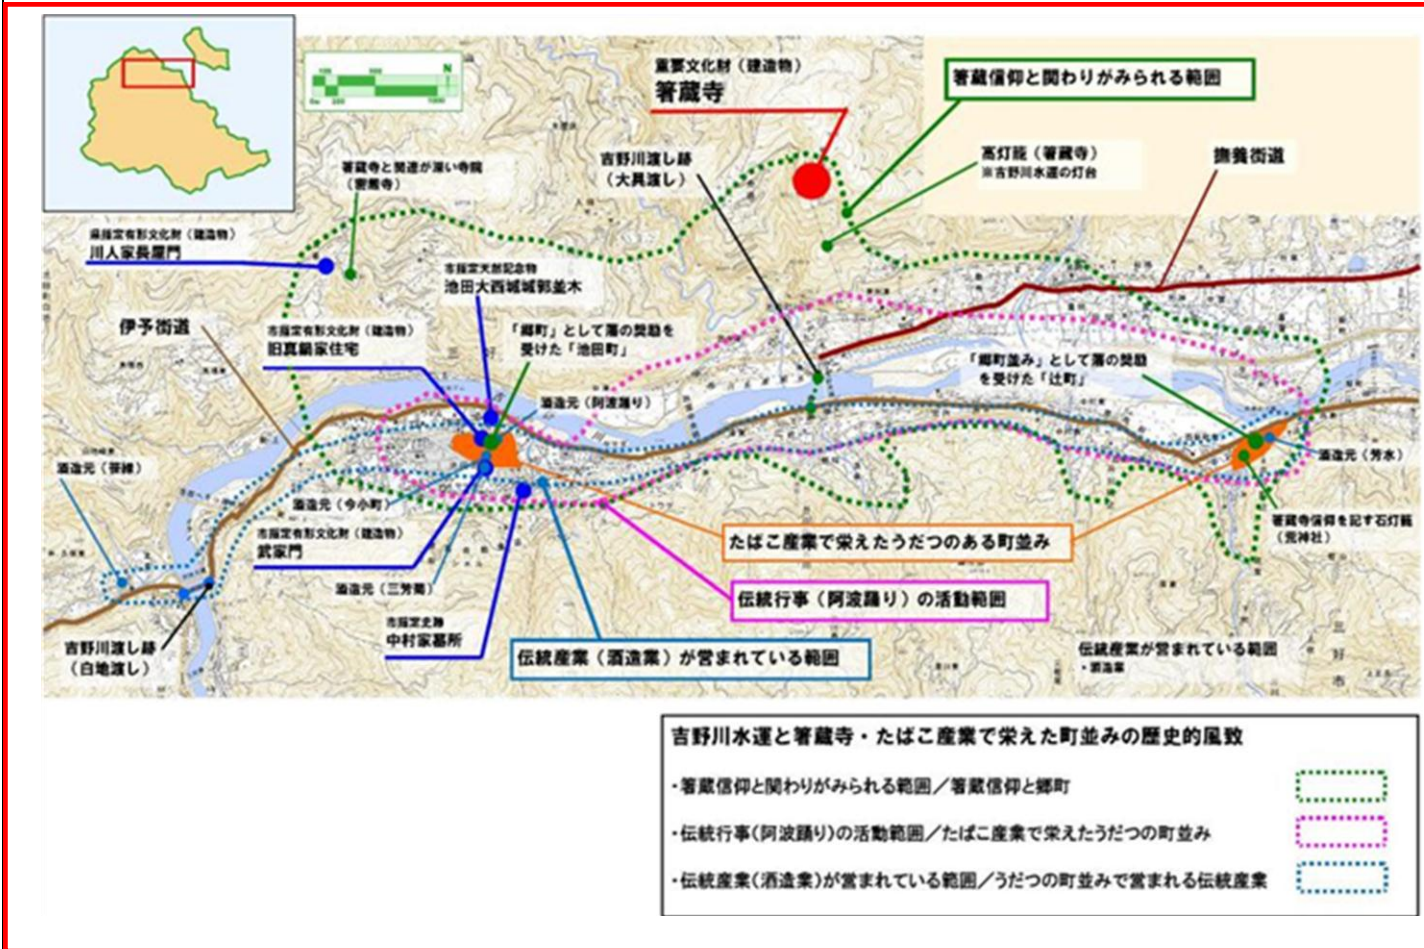 重要文化財（建造物）
箸蔵寺
箸蔵信仰と関わりがみられる範囲
N
100
500
0m
200
1000
箸蔵寺と関連が深い寺院
（密厳寺）
吉野川渡し跡
（大具渡し）
高灯籠（箸蔵寺）
※吉野川水運の灯台
撫養街道
県指定有形文化財（建造物）
川人家長屋門
市指定天然記念物
池田大西城城郭並木
伊予街道
市指定有形文化財（建造物）
旧真鍋家住宅
「郷町」として藩の奨励を
受けた「池田町」
「郷町並み」として藩の奨励
を受けた「辻町」
酒造元（阿波踊り）
酒造元（笹緑）
酒造元（芳水）
酒造元（今小町）
市指定有形文化財（建造物）
武家門
たばこ産業で栄えたうだつのある町並み
箸蔵寺信仰を記す石灯籠
（荒神社）
酒造元（三芳菊）
伝統行事（阿波踊り）の活動範囲
市指定史跡
中村家墓所
吉野川渡し跡
（白地渡し）
伝統産業（酒造業）が営まれている範囲
伝統産業が営まれている範囲
・酒造業
三
好
市
吉野川水運と箸蔵寺・たばこ産業で栄えた町並みの歴史的風致
・箸蔵信仰と関わりがみられる範囲／箸蔵信仰と郷町
・伝統行事(阿波踊り)の活動範囲／たばこ産業で栄えたうだつの町並み
・伝統産業(酒造業)が営まれている範囲／うだつの町並みで営まれる伝統産業